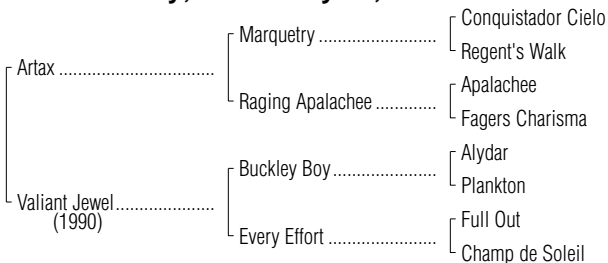 Conquistador Cielo
Marquetry ......................
Regent's Walk
Artax ................................
Apalachee
Raging Apalachee ............
Fagers Charisma
Alydar
Buckley Boy.....................
Plankton
Valiant Jewel....................
(1990)
Full Out
Every Effort ......................
Champ de Soleil